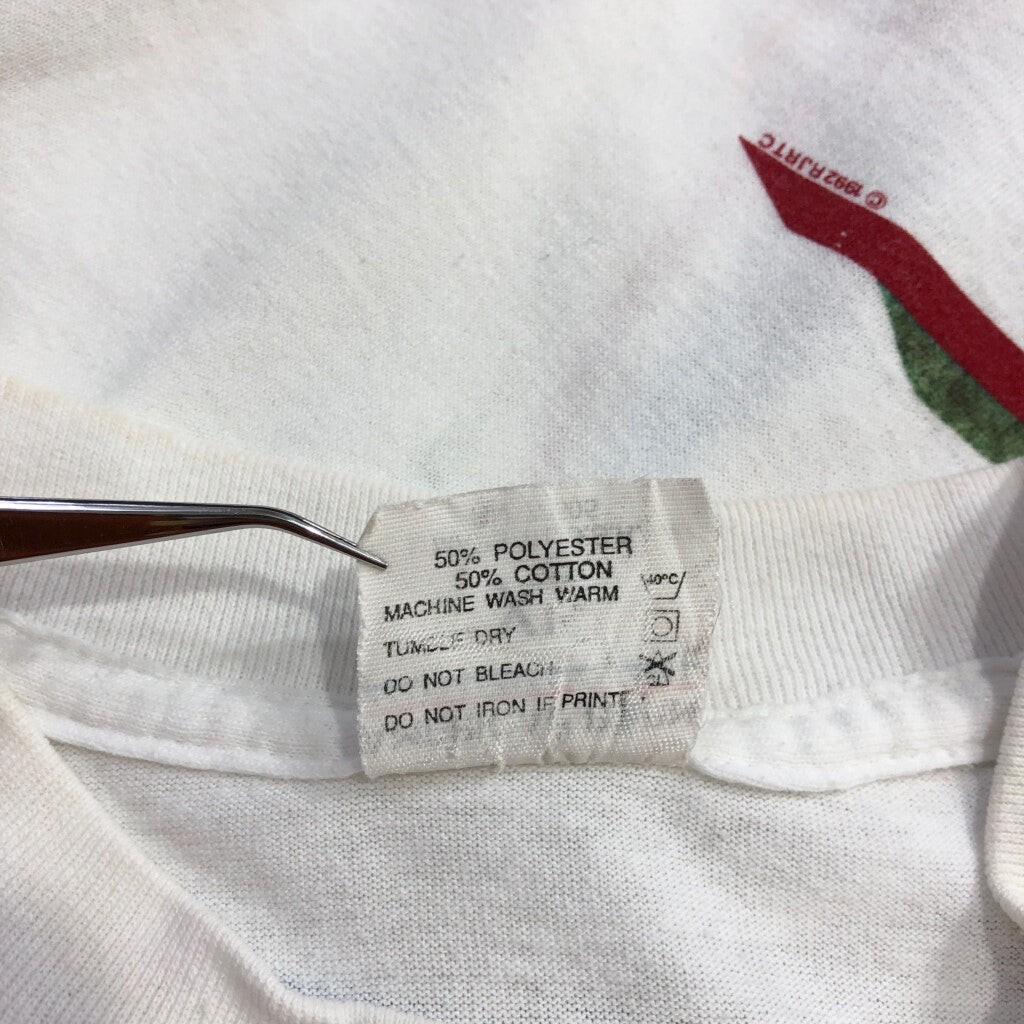 © 1992 RJRTC
50% POLYESTER
50% COTTON
MACHINE WASH WARM
40°C
TUMBLE DRY
DO NOT BLEACH
DO NOT IRON IF PRINTE